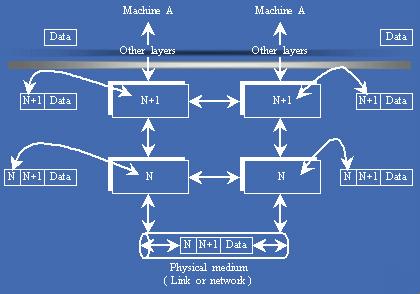 Machine A Machine A
Data Data
Other layers Other layers
N+1 Data N+1 N+1 N+1 Data
N N+1 Data N N N N+1 Data
N N+1 Data
Physical medium
( Link or network )